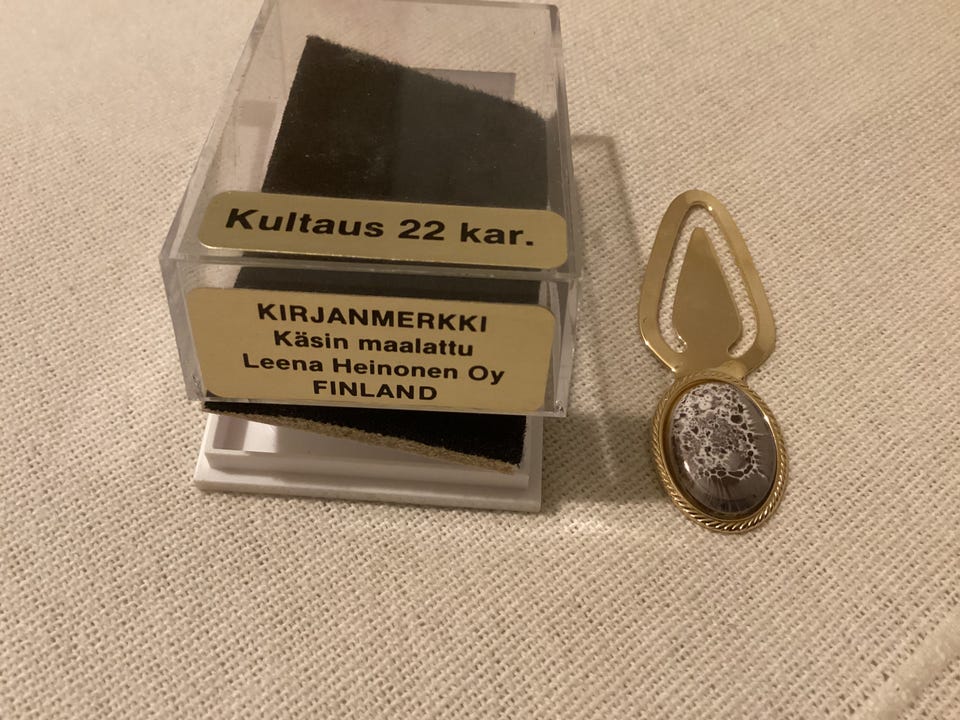 Kultaus 22 kar.
KIRJANMERKKI
Käsin maalattu
Leena Heinonen Oy
FINLAND